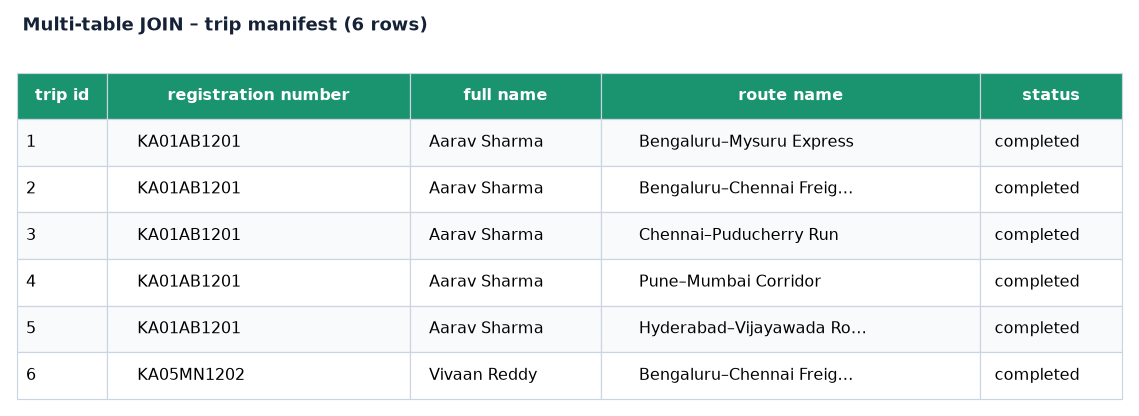 Multi-table JOIN – trip manifest (6 rows)
trip id registration number full name route name status
1 KA01AB1201 Aarav Sharma Bengaluru–Mysuru Express completed
2 KA01AB1201 Aarav Sharma Bengaluru–Chennai Freig… completed
3 KA01AB1201 Aarav Sharma Chennai–Puducherry Run completed
4 KA01AB1201 Aarav Sharma Pune–Mumbai Corridor completed
5 KA01AB1201 Aarav Sharma Hyderabad–Vijayawada Ro… completed
6 KA05MN1202 Vivaan Reddy Bengaluru–Chennai Freig… completed